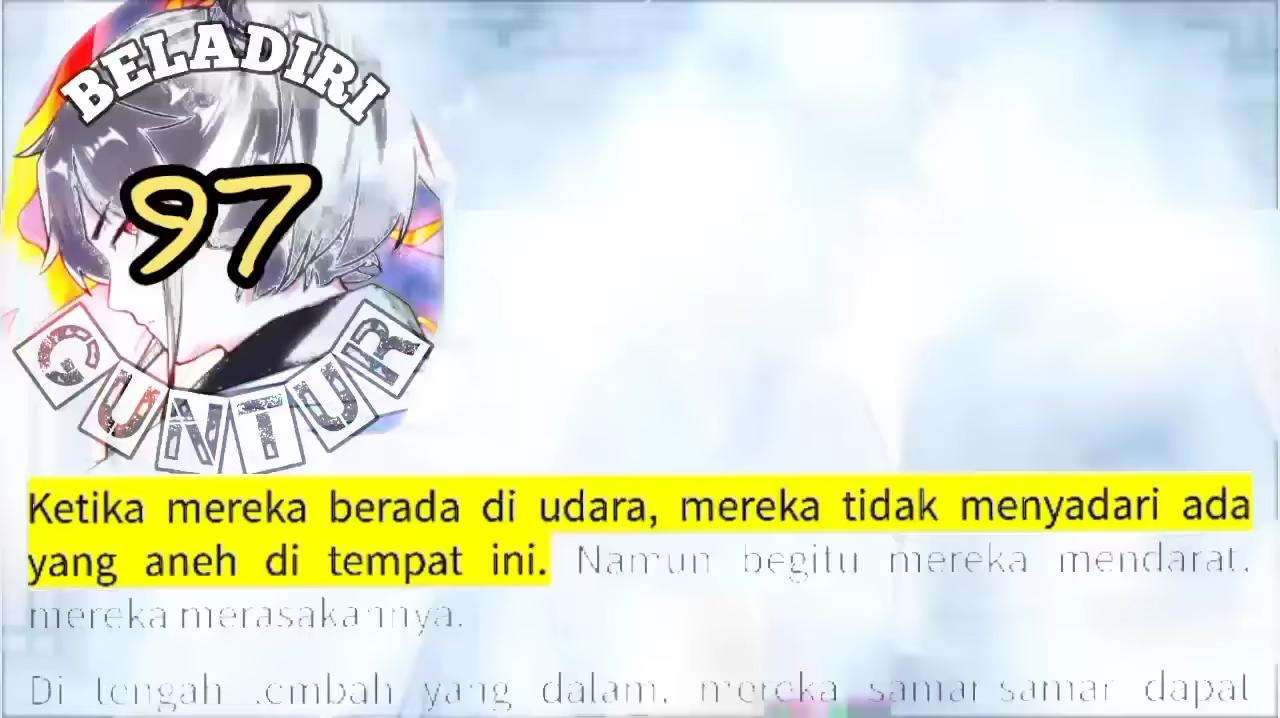 BELADIRI
97
GUNTUR
Ketika mereka berada di udara, mereka tidak menyadari ada
yang aneh di tempat ini. Namun begitu mereka mendarat,
mereka merasakannya.
Di tengah lembah yang dalam, mereka samar-samar dapat